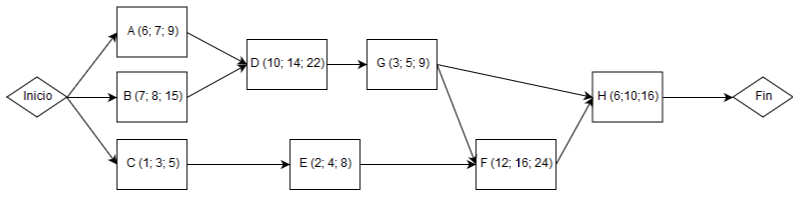 A (6; 7; 9)
D (10; 14; 22)
G (3; 5; 9)
Inicio
B (7; 8; 15)
H (6;10;16)
Fin
C (1; 3; 5)
E (2; 4; 8)
F (12; 16; 24)